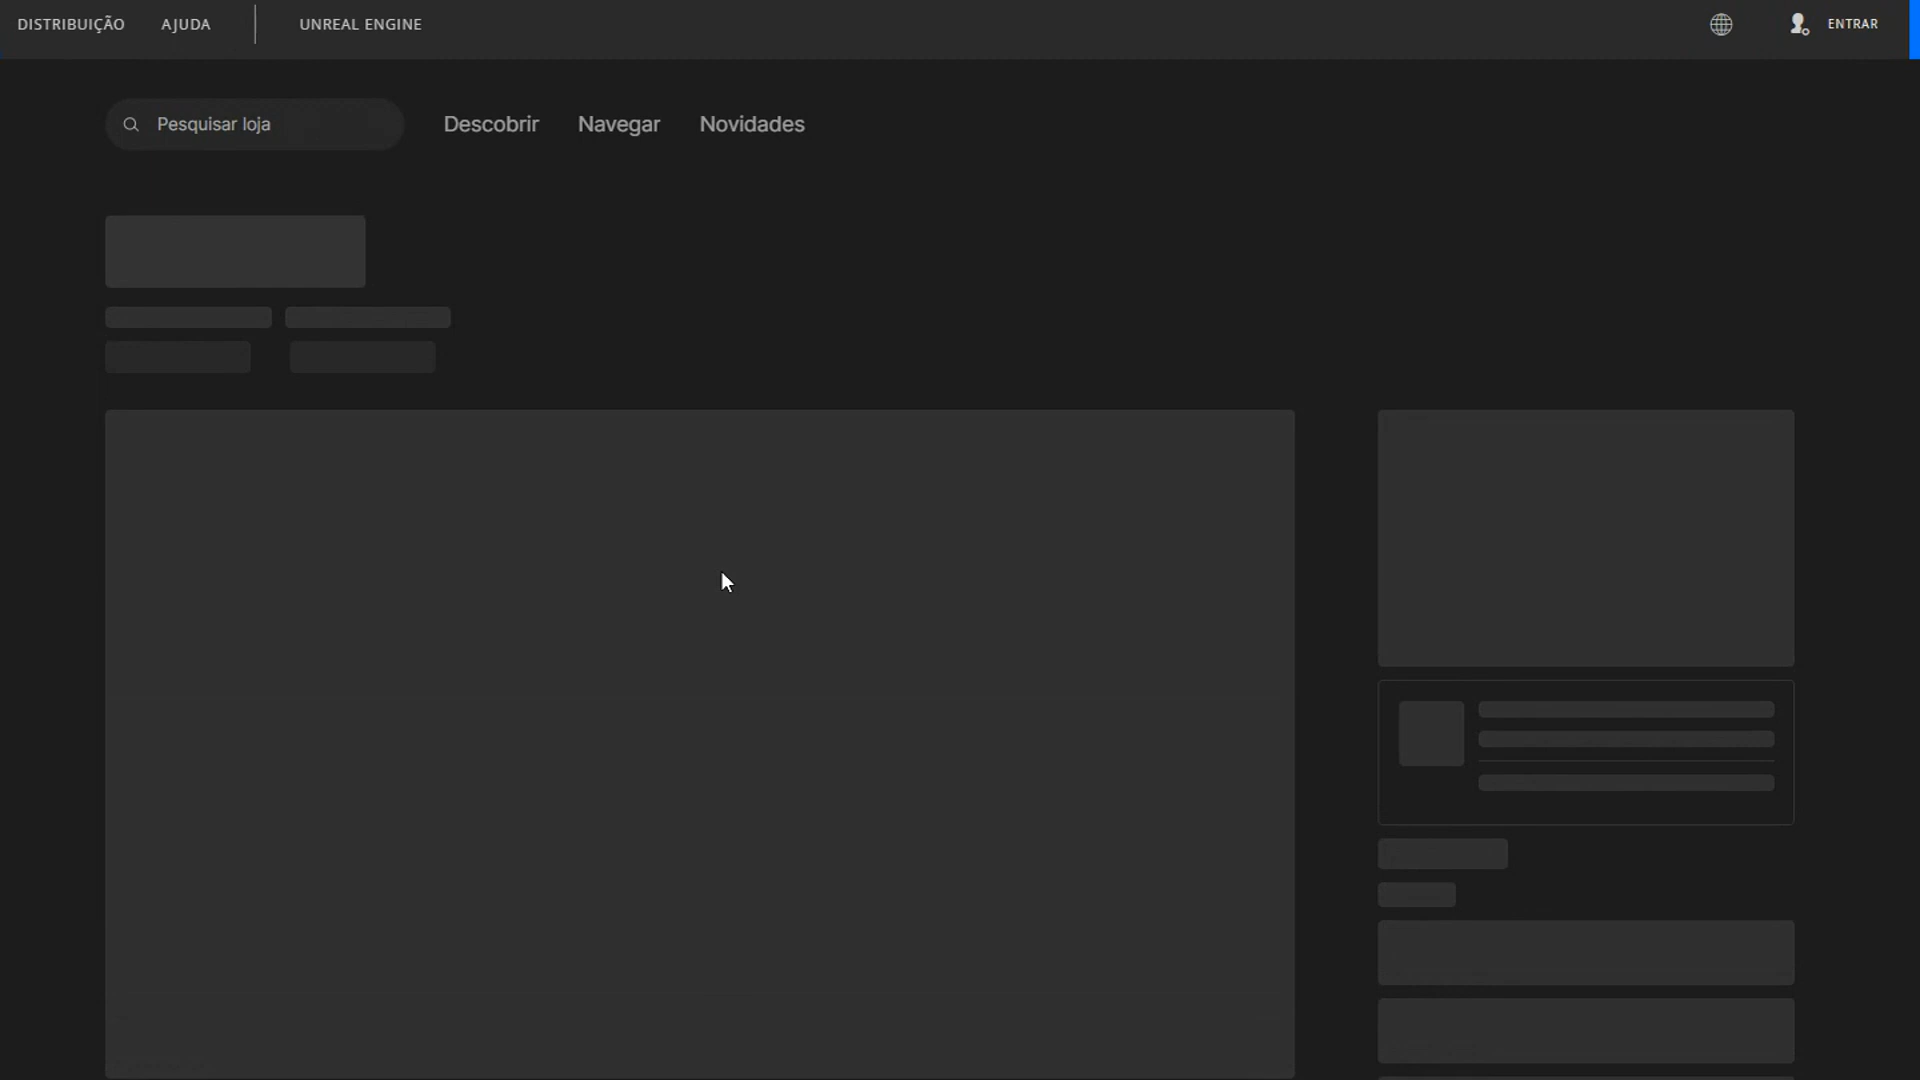 DISTRIBUIÇÃO AJUDA UNREAL ENGINE ENTRAR
Pesquisar loja Descobrir Navegar Novidades